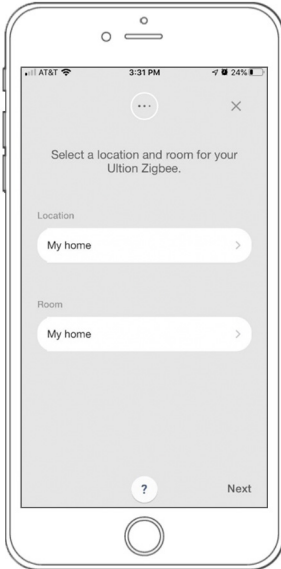 AT&T 3:31 PM 24%
Select a location and room for your
Ultion Zigbee.
Location
My home
Room
My home
? Next